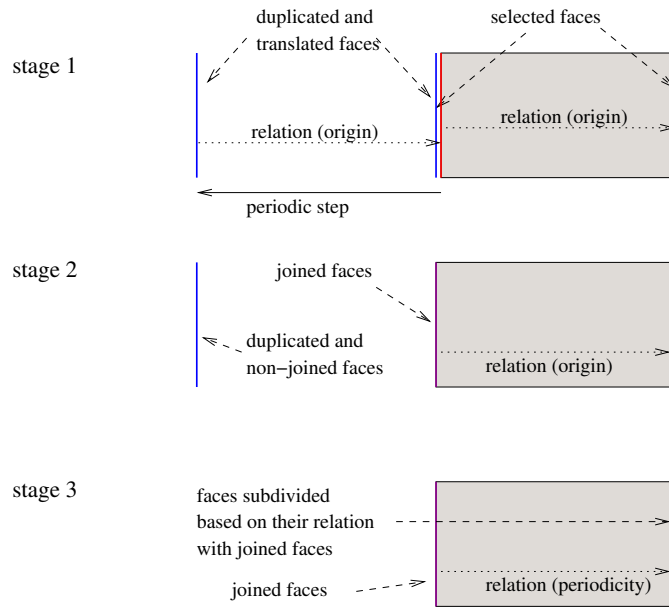 duplicated and
translated faces
selected faces
stage 1
relation (origin)
relation (origin)
periodic step
stage 2
joined faces
duplicated and
non−joined faces
relation (origin)
stage 3
faces subdivided
based on their relation
with joined faces
joined faces
relation (periodicity)